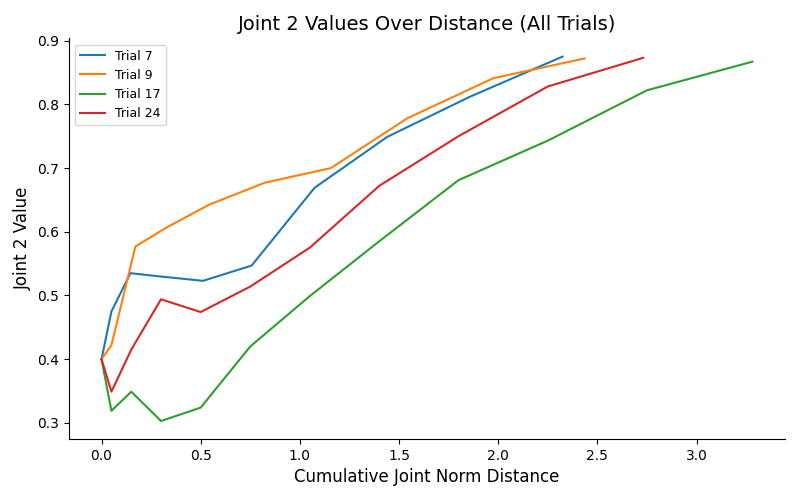 Joint 2 Values Over Distance (All Trials)
Trial 7
Trial 9
Trial 17
Trial 24
Joint 2 Value
0.9
0.8
0.7
0.6
0.5
0.4
0.3
0.0 0.5 1.0 1.5 2.0 2.5 3.0
Cumulative Joint Norm Distance